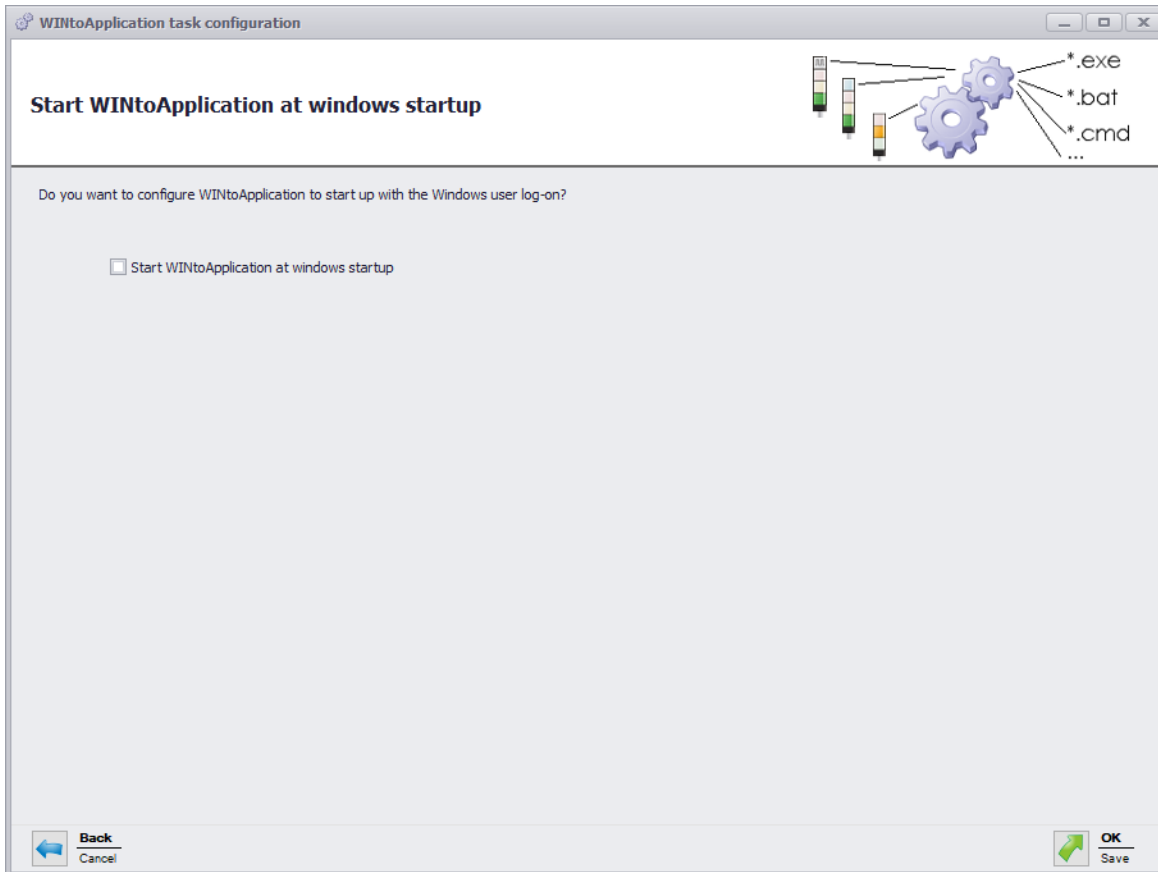 WINtoApplication task configuration
Start WINtoApplication at windows startup
*.exe
*.bat
*.cmd
...
Do you want to configure WINtoApplication to start up with the Windows user log-on?
Start WINtoApplication at windows startup
Back
Cancel
OK
Save